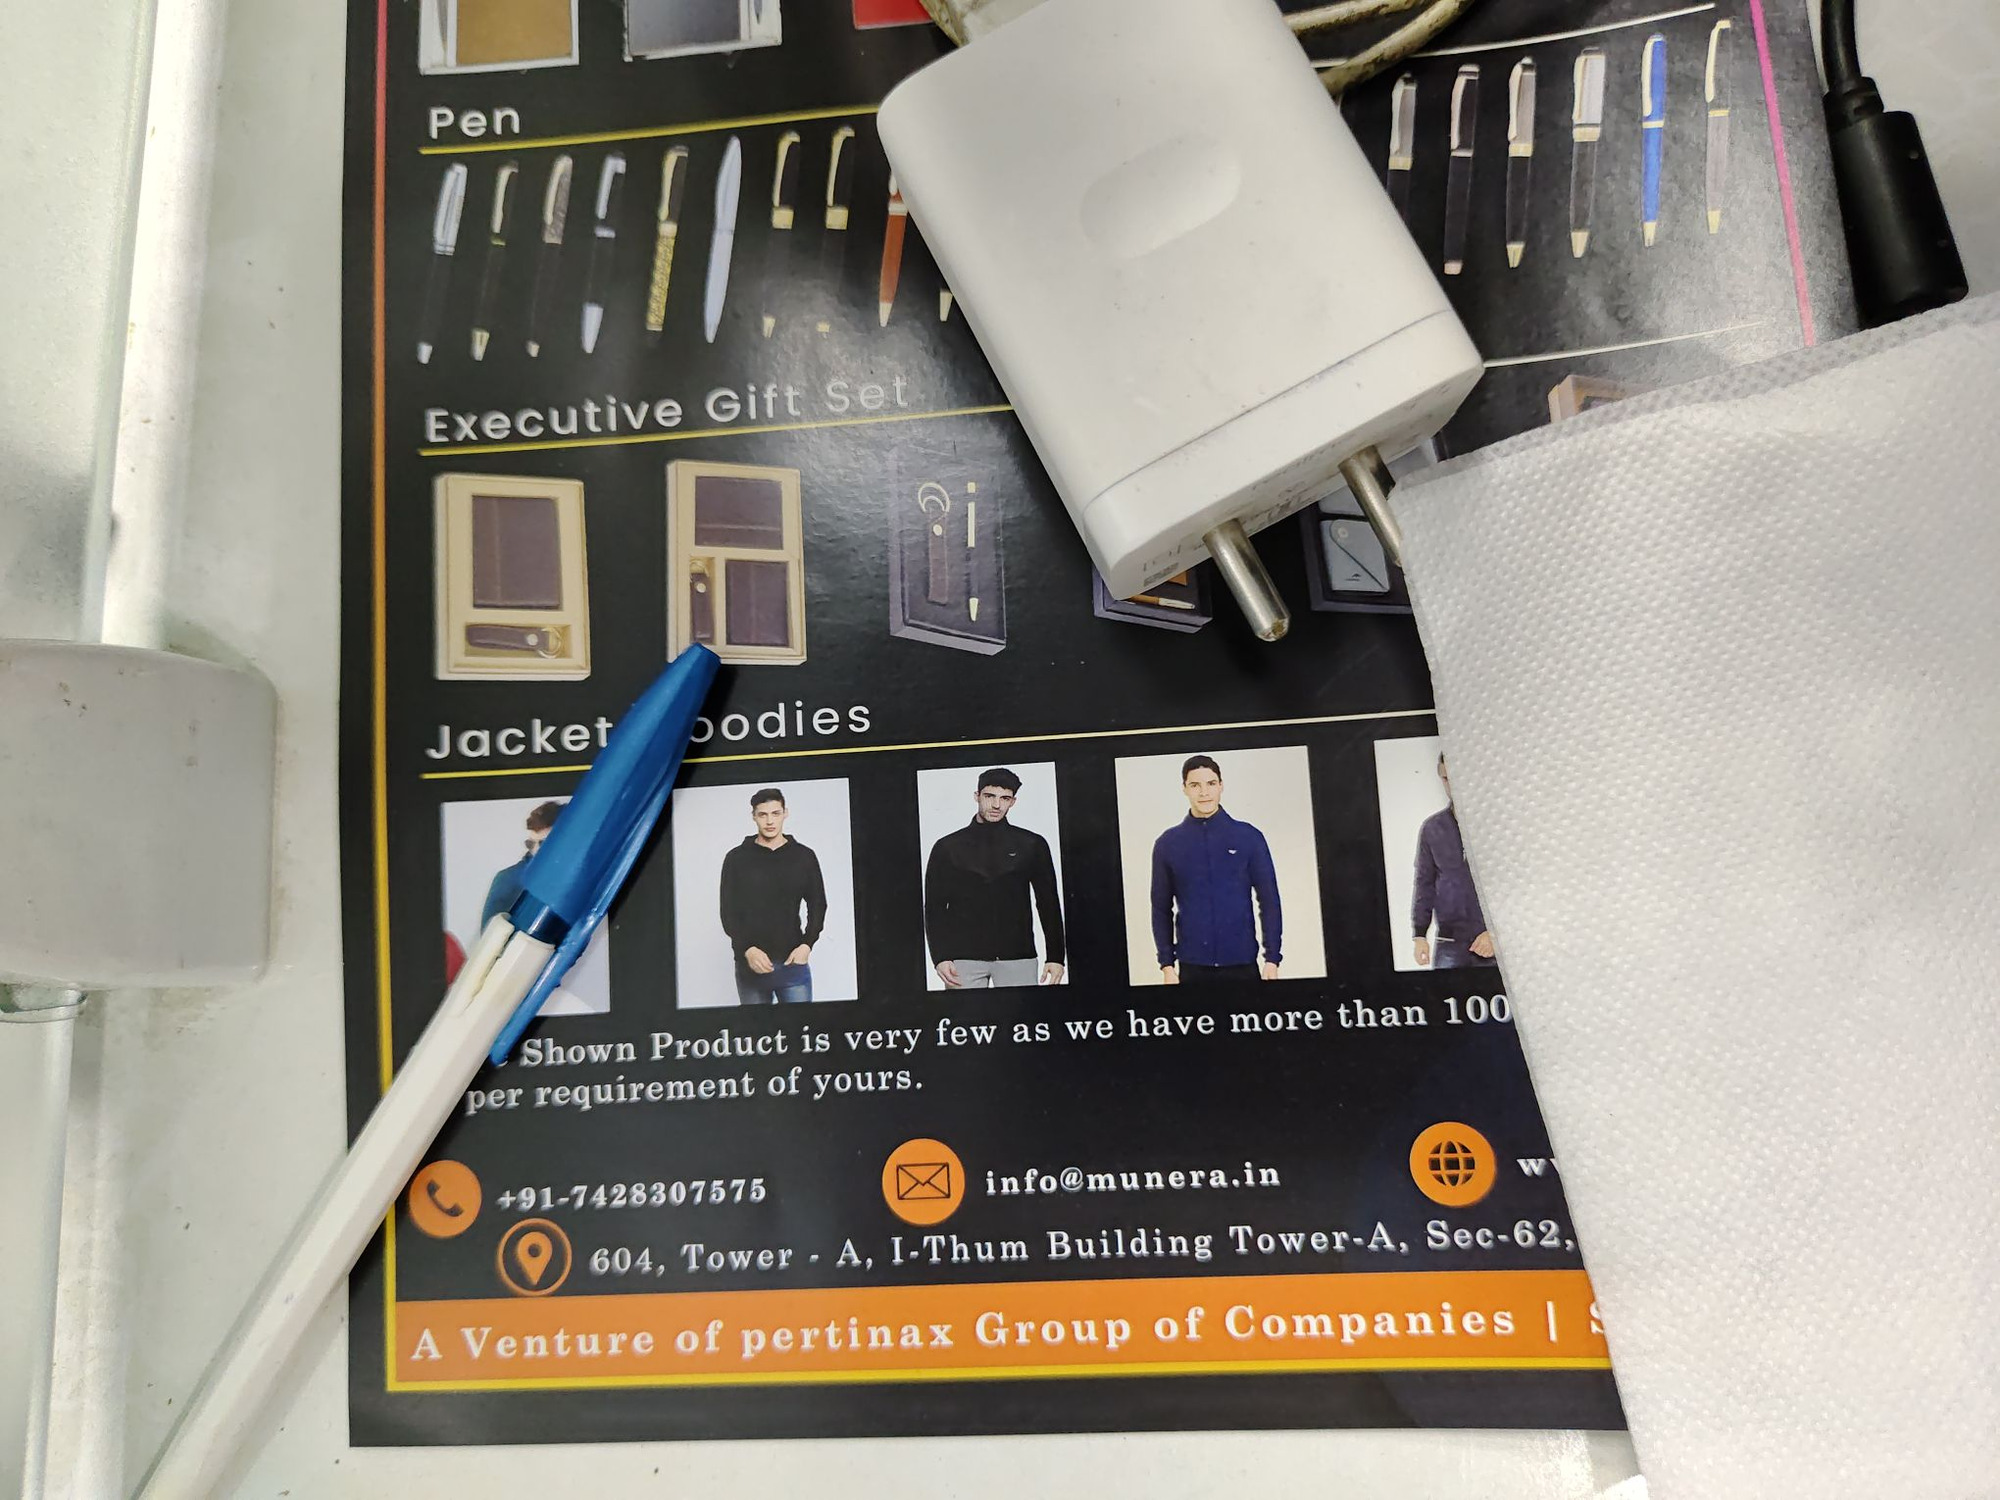 Pen
Executive Gift Set
Jacket oodies
Shown Product is very few as we have more than 100
per requirement of yours.
+91-7428307575
info@munera.in
604, Tower - A, I-Thum Building Tower-A, Sec-62,
A Venture of pertinax Group of Companies |